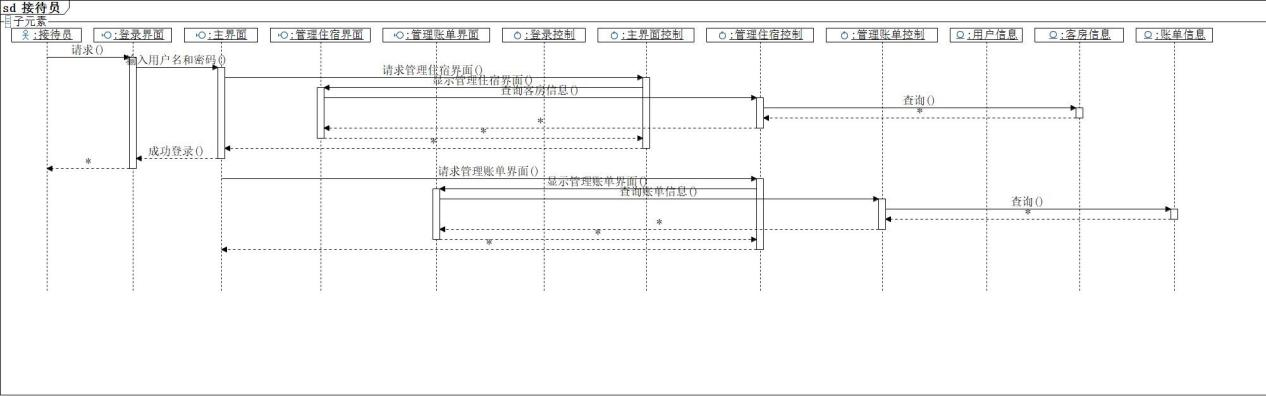 sd 接待员
子元素
:接待员 :登录界面 :主界面 :管理住宿界面 :管理账单界面 :登录控制 :主界面控制 :管理住宿控制 :管理账单控制 :用户信息 :客房信息 :账单信息
请求()
输入用户名和密码()
请求管理住宿界面()
显示管理住宿界面()
查询客房信息()
查询()
*
*
*
*
成功登录()
*
请求管理账单界面()
显示管理账单界面()
查询账单信息()
查询()
*
*
*
*